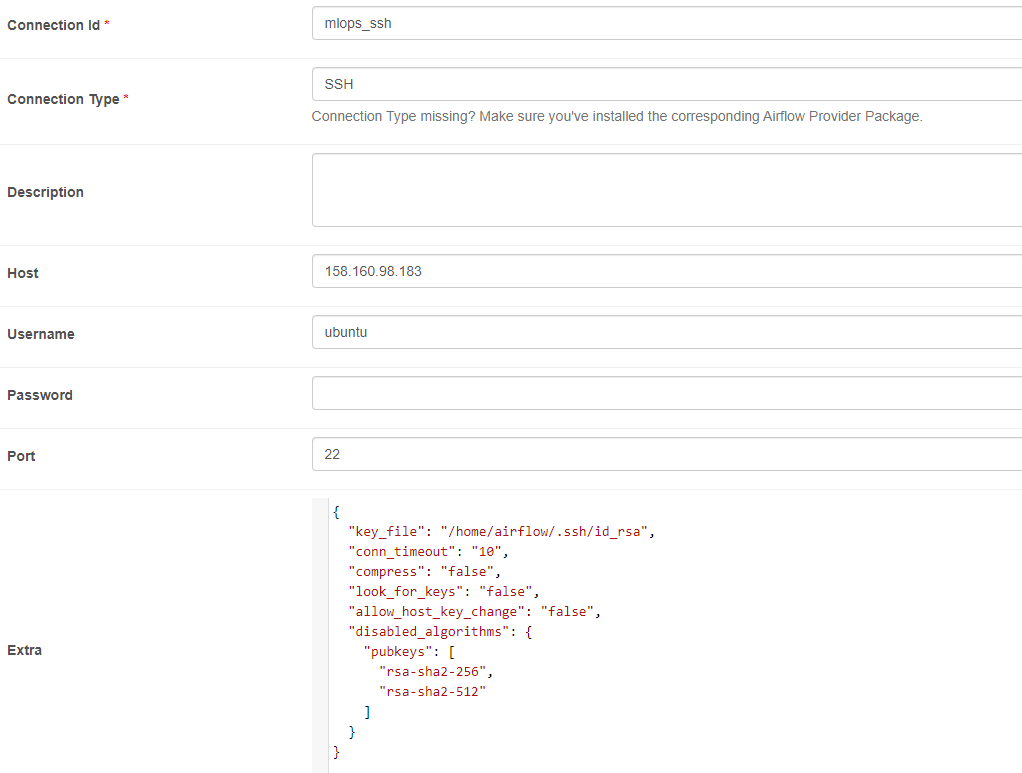 Connection Id *
mlops_ssh
Connection Type *
SSH
Connection Type missing? Make sure you've installed the corresponding Airflow Provider Package.
Description
Host
158.160.98.183
Username
ubuntu
Password
Port
22
Extra
{
  "key_file": "/home/airflow/.ssh/id_rsa",
  "conn_timeout": "10",
  "compress": "false",
  "look_for_keys": "false",
  "allow_host_key_change": "false",
  "disabled_algorithms": {
    "pubkeys": [
      "rsa-sha2-256",
      "rsa-sha2-512"
    ]
  }
}